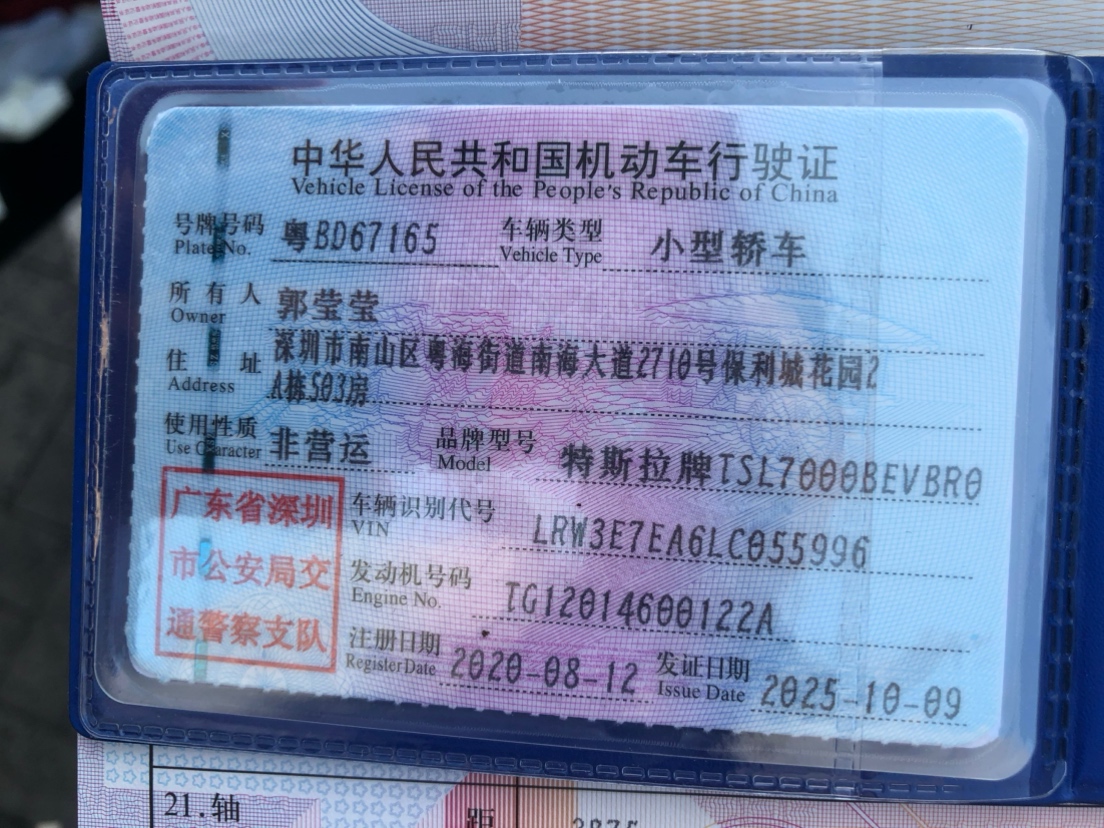 中华人民共和国机动车行驶证
Vehicle License of the People's Republic of China
号牌号码 粤BD67165 车辆类型 小型轿车
Plate No. Vehicle Type
所有人 郭莹莹
Owner
住址 深圳市南山区粤海街道南海大道2710号保利城花园2
Address A栋503房
使用性质 非营运 品牌型号 特斯拉牌TSL7000BEVBR0
Use Character Model
广东省深圳
市公安局交
通警察支队
车辆识别代号 LRW3E7EA6LC055996
VIN
发动机号码 TG12014600122A
Engine No.
注册日期 2020-08-12 发证日期 2025-10-09
Register Date Issue Date
21.轴 距